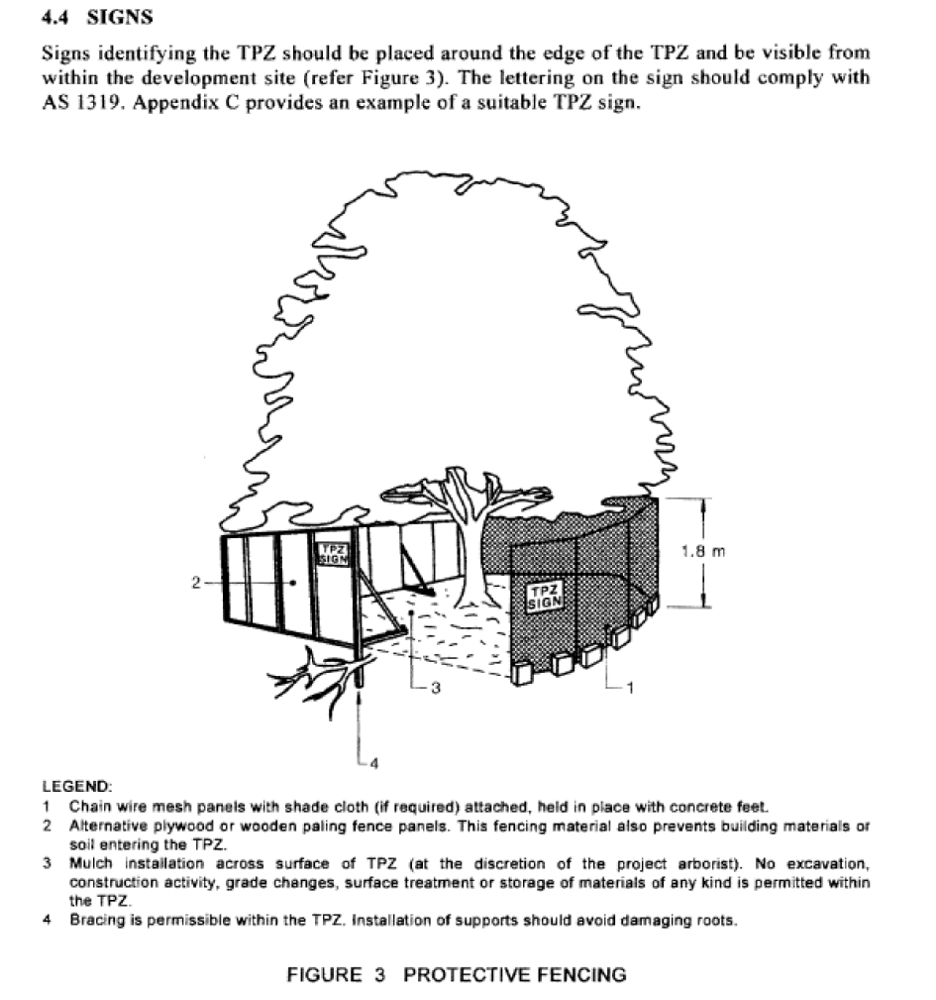 4.4 SIGNS
Signs identifying the TPZ should be placed around the edge of the TPZ and be visible from
within the development site (refer Figure 3). The lettering on the sign should comply with
AS 1319. Appendix C provides an example of a suitable TPZ sign.
TPZ
SIGN
1.8 m
2
TPZ
SIGN
3
1
4
LEGEND:
1 Chain wire mesh panels with shade cloth (if required) attached, held in place with concrete feet.
2 Alternative plywood or wooden paling fence panels. This fencing material also prevents building materials or
soil entering the TPZ.
3 Mulch installation across surface of TPZ (at the discretion of the project arborist). No excavation,
construction activity, grade changes, surface treatment or storage of materials of any kind is permitted within
the TPZ.
4 Bracing is permissible within the TPZ. Installation of supports should avoid damaging roots.
FIGURE 3 PROTECTIVE FENCING